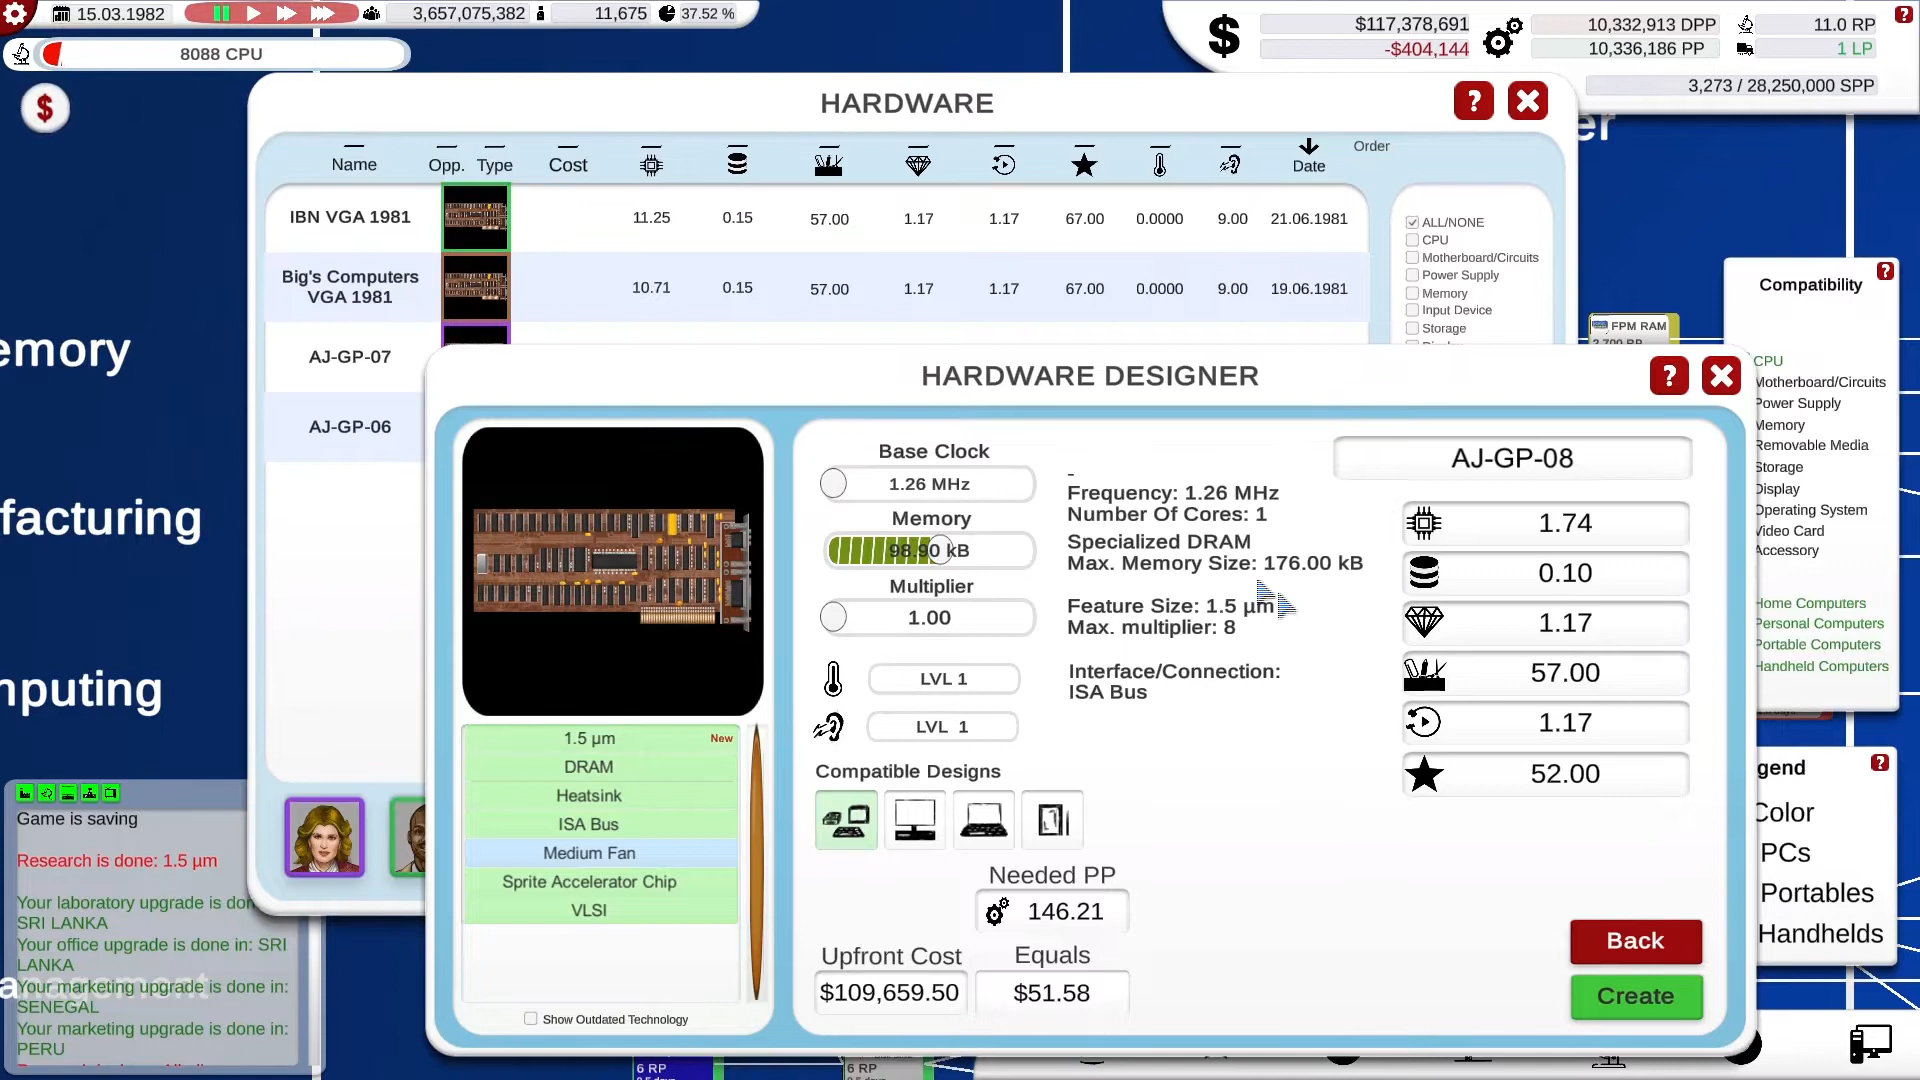 15.03.1982
3,657,075,382
11,675
37.52 %
8088 CPU
$117,378,691
-$404,144
10,332,913 DPP
10,336,186 PP
11.0 RP
1 LP
3,273 / 28,250,000 SPP
?
$
HARDWARE
?
Name
Opp.
Type
Cost
Date
Order
IBN VGA 1981
11.25
0.15
57.00
1.17
1.17
67.00
0.0000
9.00
21.06.1981
Big's Computers
VGA 1981
10.71
0.15
57.00
1.17
1.17
67.00
0.0000
9.00
19.06.1981
AJ-GP-07
AJ-GP-06
ALL/NONE
CPU
Motherboard/Circuits
Power Supply
Memory
Input Device
Storage
er
emory
facturing
mputing
anagement
FPM RAM
2,700 RP
Compatibility
?
CPU
Motherboard/Circuits
Power Supply
Memory
Removable Media
Storage
Display
Operating System
Video Card
Accessory
Home Computers
Personal Computers
Portable Computers
Handheld Computers
gend
?
Color
PCs
Portables
Handhelds
HARDWARE DESIGNER
?
Base Clock
1.26 MHz
Memory
98.90 kB
Multiplier
1.00
LVL 1
LVL 1
Compatible Designs
-
Frequency: 1.26 MHz
Number Of Cores: 1
Specialized DRAM
Max. Memory Size: 176.00 kB
Feature Size: 1.5 µm
Max. multiplier: 8
Interface/Connection:
ISA Bus
AJ-GP-08
1.74
0.10
1.17
57.00
1.17
52.00
1.5 µm
New
DRAM
Heatsink
ISA Bus
Medium Fan
Sprite Accelerator Chip
VLSI
Show Outdated Technology
Needed PP
146.21
Upfront Cost
$109,659.50
Equals
$51.58
Back
Create
Game is saving
Research is done: 1.5 µm
Your laboratory upgrade is don
SRI LANKA
Your office upgrade is done in: SRI
LANKA
Your marketing upgrade is done in:
SENEGAL
Your marketing upgrade is done in:
PERU
6 RP
6 RP